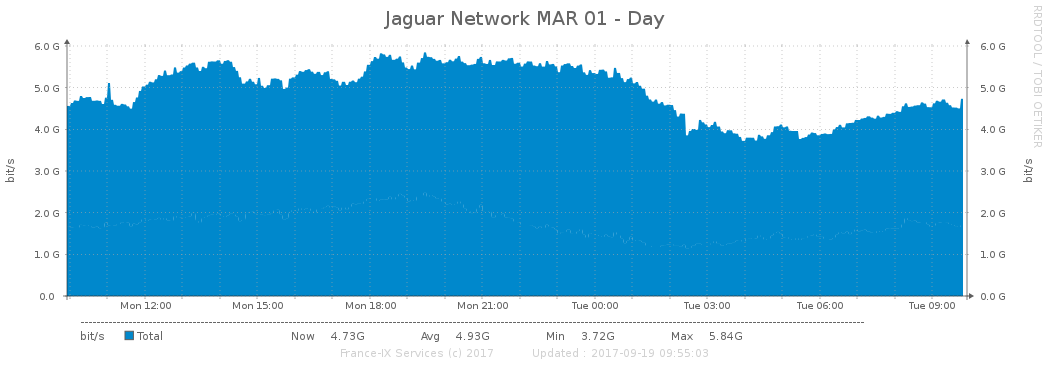 Jaguar Network MAR 01 - Day
RRDTOOL / TOBI OETIKER
6.0 G 6.0 G
5.0 G 5.0 G
4.0 G 4.0 G
3.0 G 3.0 G
2.0 G 2.0 G
1.0 G 1.0 G
0.0 0.0 G
bit/s bit/s
Mon 12:00 Mon 15:00 Mon 18:00 Mon 21:00 Tue 00:00 Tue 03:00 Tue 06:00 Tue 09:00
bit/s Total Now 4.73G Avg 4.93G Min 3.72G Max 5.84G
France-IX Services (c) 2017 Updated : 2017-09-19 09:55:03